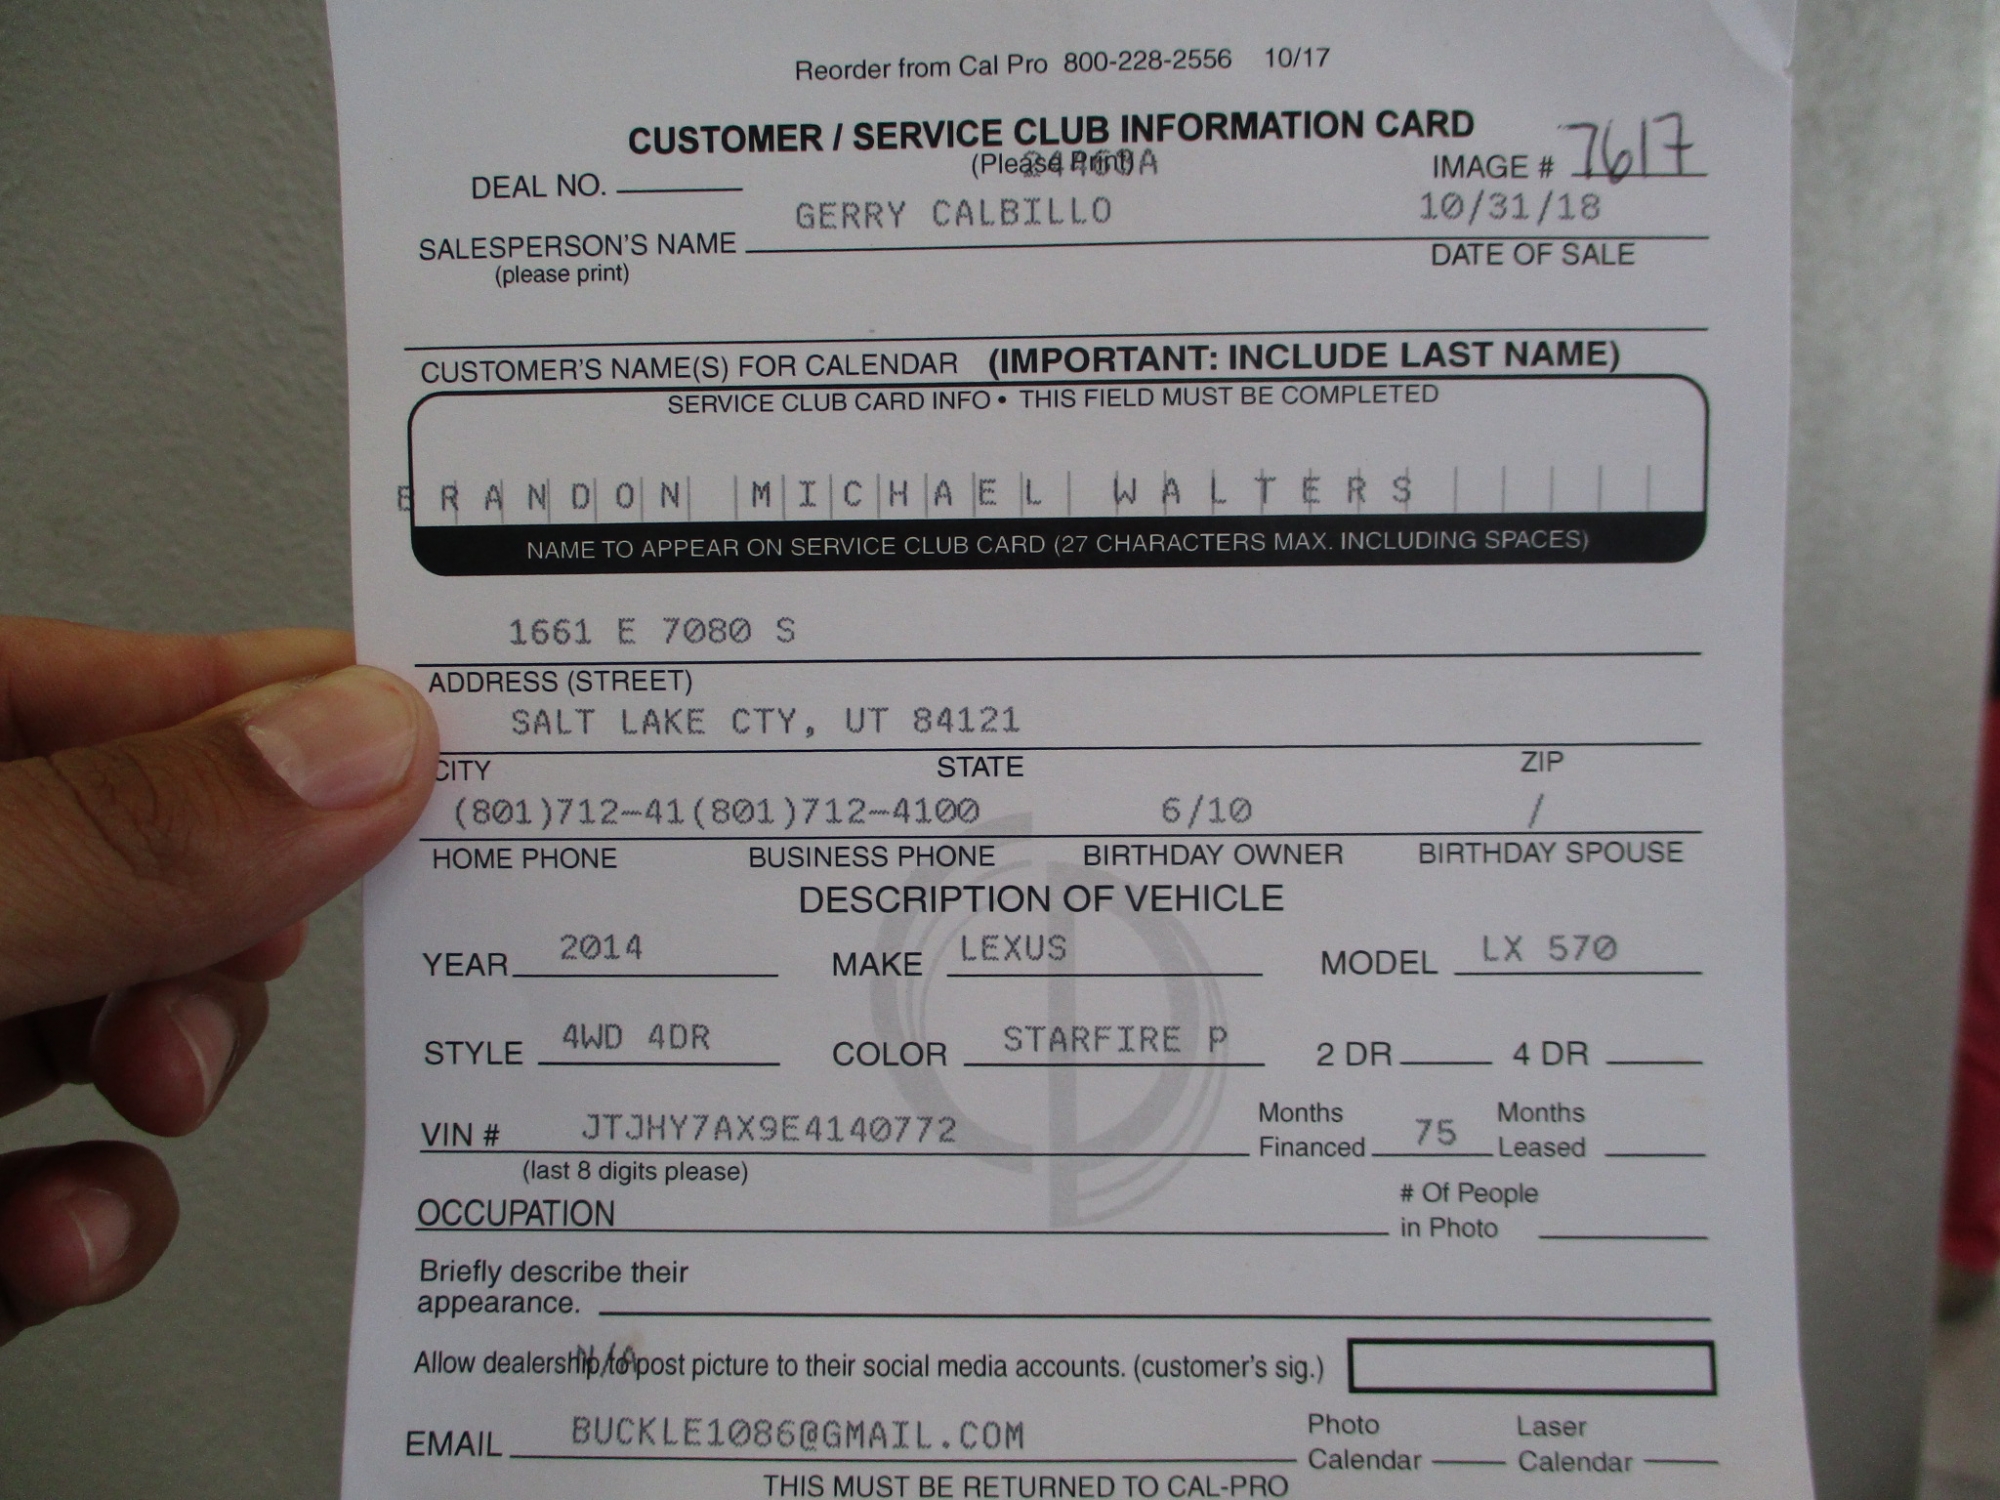 Reorder from Cal Pro 800-228-2556 10/17
CUSTOMER / SERVICE CLUB INFORMATION CARD
(Please Print)
DEAL NO. IMAGE # 7617
GERRY CALBILLO 10/31/18
SALESPERSON'S NAME DATE OF SALE
(please print)
CUSTOMER'S NAME(S) FOR CALENDAR (IMPORTANT: INCLUDE LAST NAME)
SERVICE CLUB CARD INFO • THIS FIELD MUST BE COMPLETED
BRANDON MICHAEL WALTERS
NAME TO APPEAR ON SERVICE CLUB CARD (27 CHARACTERS MAX. INCLUDING SPACES)
1661 E 7080 S
ADDRESS (STREET)
SALT LAKE CTY, UT 84121
CITY STATE ZIP
(801)712-41(801)712-4100 6/10 /
HOME PHONE BUSINESS PHONE BIRTHDAY OWNER BIRTHDAY SPOUSE
DESCRIPTION OF VEHICLE
YEAR 2014 MAKE LEXUS MODEL LX 570
STYLE 4WD 4DR COLOR STARFIRE P 2 DR 4 DR
VIN # JTJHY7AX9E4140772 Months Financed 75 Months Leased
(last 8 digits please)
OCCUPATION # Of People in Photo
Briefly describe their
appearance.
N/A
Allow dealership to post picture to their social media accounts. (customer's sig.)
EMAIL BUCKLE1086@GMAIL.COM Photo Calendar Laser Calendar
THIS MUST BE RETURNED TO CAL-PRO